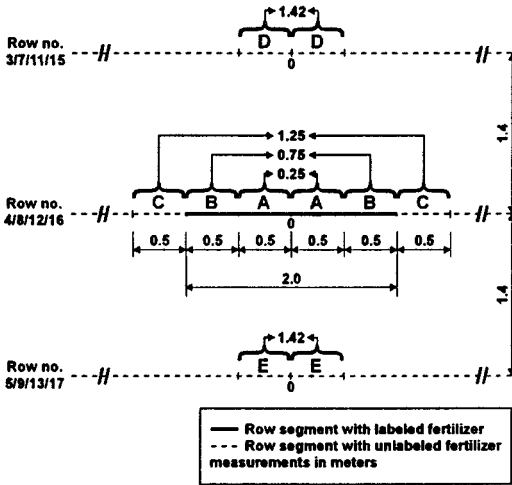 1.42
Row no.
3/7/11/15
D D
0
1.4
1.25
0.75
0.25
Row no.
4/8/12/16
C B A A B C
0
0.5 0.5 0.5 0.5 0.5 0.5
2.0
1.4
1.42
Row no.
5/9/13/17
E E
0
Row segment with labeled fertilizer
Row segment with unlabeled fertilizer
measurements in meters